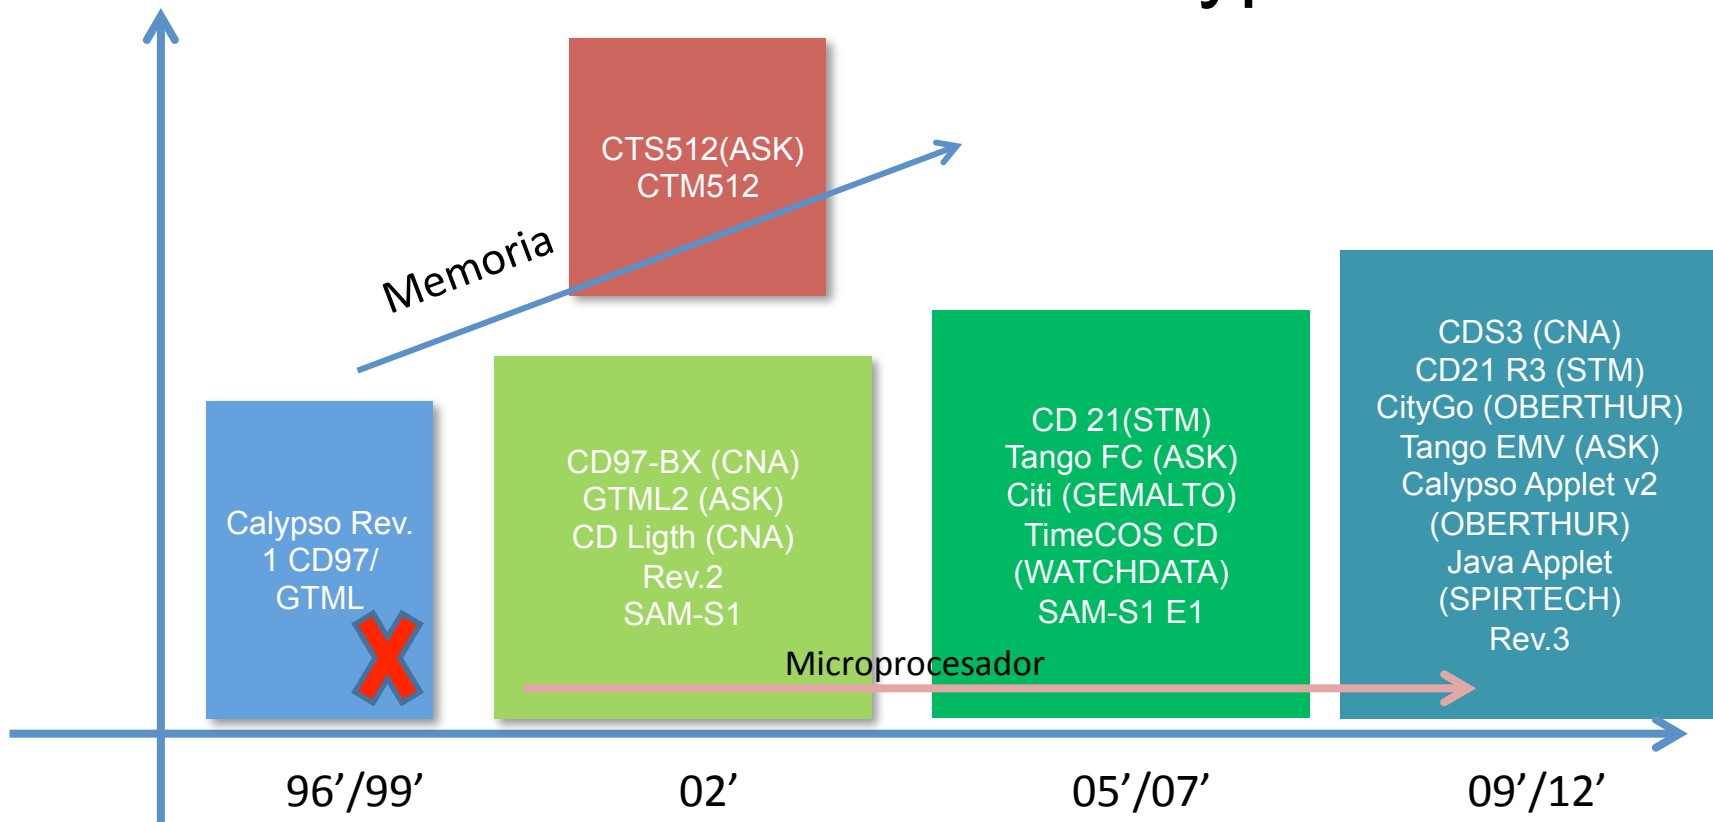 CTS512(ASK)
CTM512
Memoria
Calypso Rev.
1 CD97/
GTML
CD97-BX (CNA)
GTML2 (ASK)
CD Ligth (CNA)
Rev.2
SAM-S1
CD 21(STM)
Tango FC (ASK)
Citi (GEMALTO)
TimeCOS CD
(WATCHDATA)
SAM-S1 E1
CDS3 (CNA)
CD21 R3 (STM)
CityGo (OBERTHUR)
Tango EMV (ASK)
Calypso Applet v2
(OBERTHUR)
Java Applet
(SPIRTECH)
Rev.3
Microprocesador
96’/99’
02’
05’/07’
09’/12’